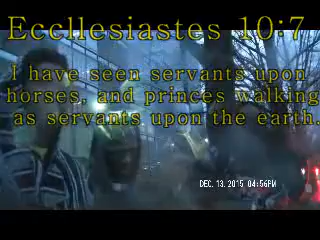 Eccllesiastes 10:7
I have seen servants upon
horses, and princes walking
as servants upon the earth.
DEC. 13. 2015 04:56PM